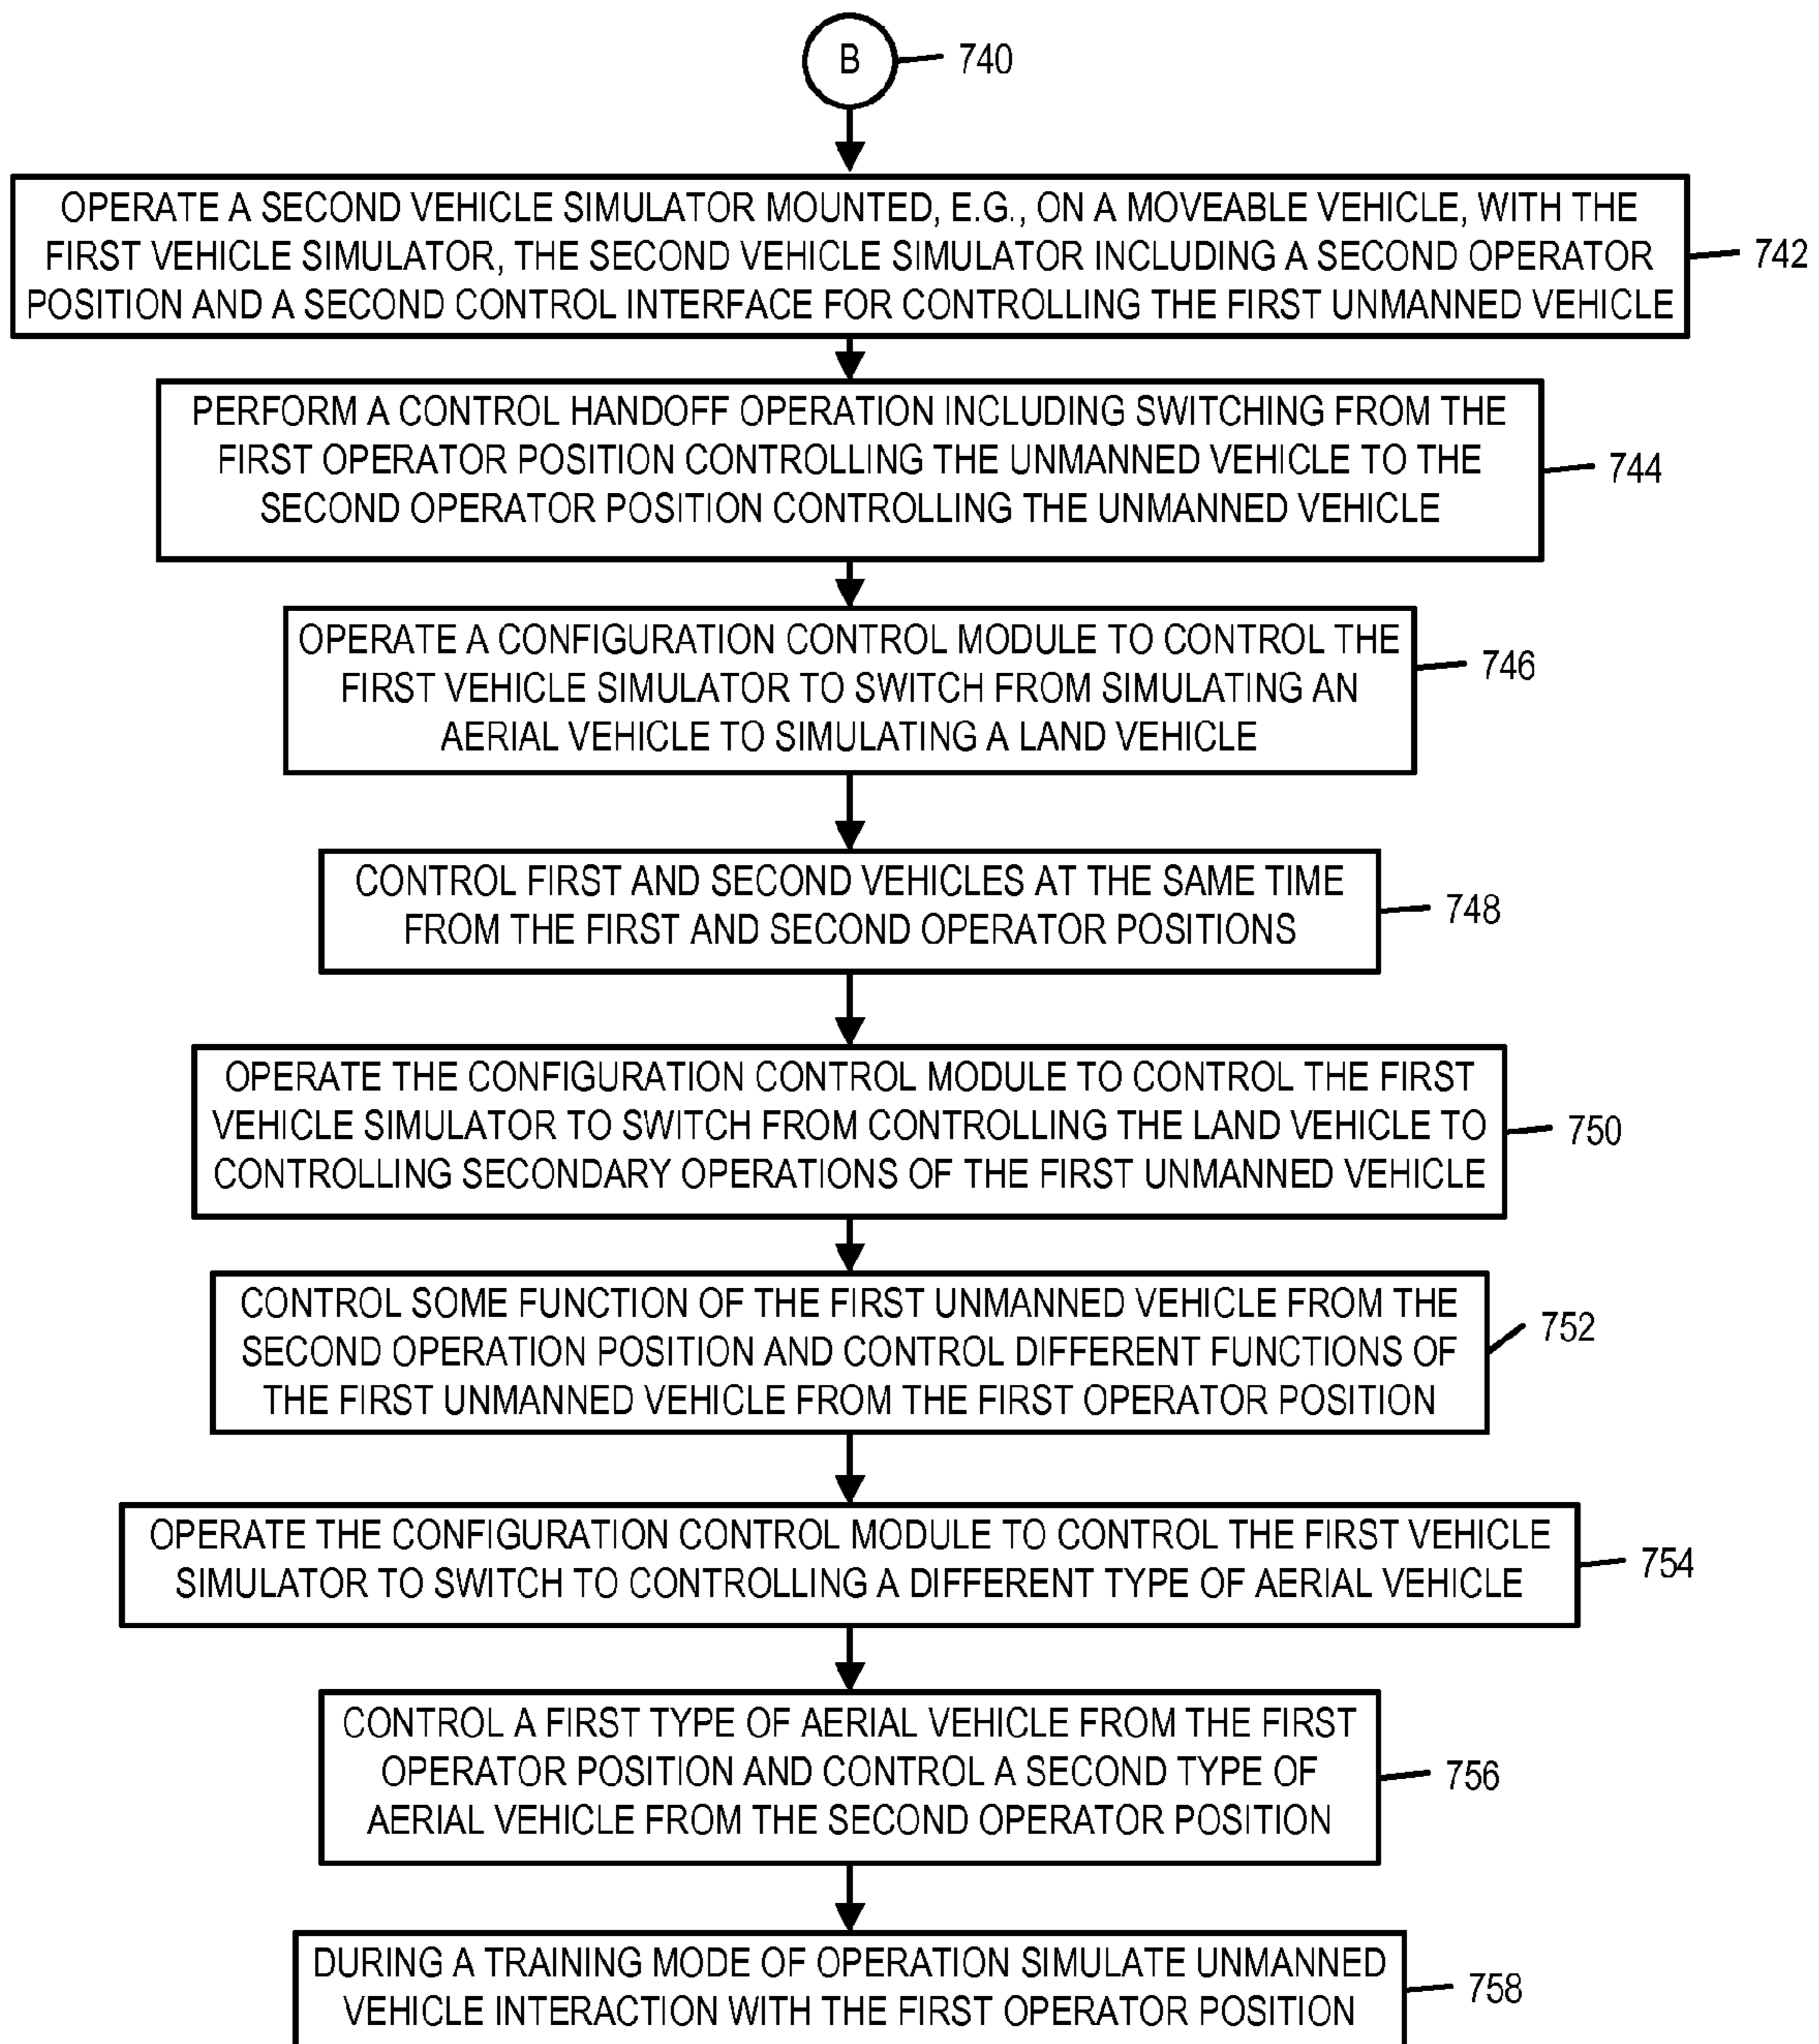 B 740
OPERATE A SECOND VEHICLE SIMULATOR MOUNTED, E.G., ON A MOVEABLE VEHICLE, WITH THE
FIRST VEHICLE SIMULATOR, THE SECOND VEHICLE SIMULATOR INCLUDING A SECOND OPERATOR
POSITION AND A SECOND CONTROL INTERFACE FOR CONTROLLING THE FIRST UNMANNED VEHICLE
742
PERFORM A CONTROL HANDOFF OPERATION INCLUDING SWITCHING FROM THE
FIRST OPERATOR POSITION CONTROLLING THE UNMANNED VEHICLE TO THE
SECOND OPERATOR POSITION CONTROLLING THE UNMANNED VEHICLE
744
OPERATE A CONFIGURATION CONTROL MODULE TO CONTROL THE
FIRST VEHICLE SIMULATOR TO SWITCH FROM SIMULATING AN
AERIAL VEHICLE TO SIMULATING A LAND VEHICLE
746
CONTROL FIRST AND SECOND VEHICLES AT THE SAME TIME
FROM THE FIRST AND SECOND OPERATOR POSITIONS
748
OPERATE THE CONFIGURATION CONTROL MODULE TO CONTROL THE FIRST
VEHICLE SIMULATOR TO SWITCH FROM CONTROLLING THE LAND VEHICLE TO
CONTROLLING SECONDARY OPERATIONS OF THE FIRST UNMANNED VEHICLE
750
CONTROL SOME FUNCTION OF THE FIRST UNMANNED VEHICLE FROM THE
SECOND OPERATION POSITION AND CONTROL DIFFERENT FUNCTIONS OF
THE FIRST UNMANNED VEHICLE FROM THE FIRST OPERATOR POSITION
752
OPERATE THE CONFIGURATION CONTROL MODULE TO CONTROL THE FIRST VEHICLE
SIMULATOR TO SWITCH TO CONTROLLING A DIFFERENT TYPE OF AERIAL VEHICLE
754
CONTROL A FIRST TYPE OF AERIAL VEHICLE FROM THE FIRST
OPERATOR POSITION AND CONTROL A SECOND TYPE OF
AERIAL VEHICLE FROM THE SECOND OPERATOR POSITION
756
DURING A TRAINING MODE OF OPERATION SIMULATE UNMANNED
VEHICLE INTERACTION WITH THE FIRST OPERATOR POSITION
758